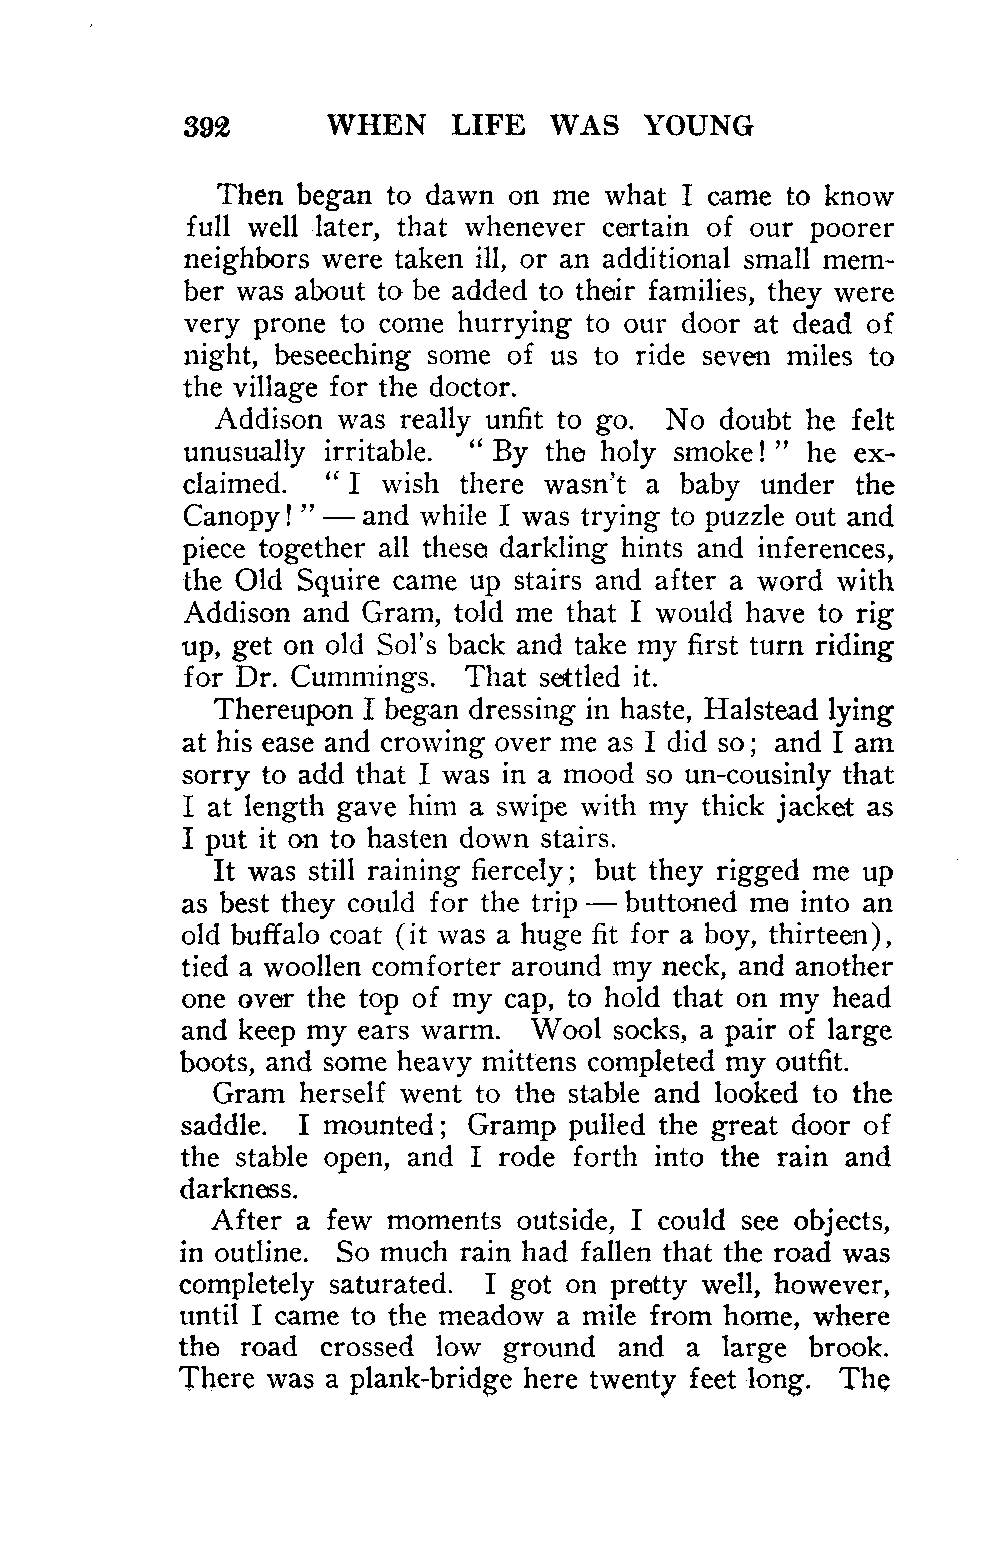 392 WHEN LIFE WAS YOUNG
Then began to dawn on me what I came to know
full well later, that whenever certain of our poorer
neighbors were taken ill, or an additional small mem-
ber was about to be added to their families, they were
very prone to come hurrying to our door at dead of
night, beseeching some of us to ride seven miles to
the village for the doctor.
Addison was really unfit to go. No doubt he felt
unusually irritable. “ By the holy smoke! ” he ex-
claimed. “ I wish there wasn’t a baby under the
Canopy! ” — and while I was trying to puzzle out and
piece together all these darkling hints and inferences,
the Old Squire came up stairs and after a word with
Addison and Gram, told me that I would have to rig
up, get on old Sol’s back and take my first turn riding
for Dr. Cummings. That settled it.
Thereupon I began dressing in haste, Halstead lying
at his ease and crowing over me as I did so; and I am
sorry to add that I was in a mood so un-cousinly that
I at length gave him a swipe with my thick jacket as
I put it on to hasten down stairs.
It was still raining fiercely; but they rigged me up
as best they could for the trip — buttoned me into an
old buffalo coat (it was a huge fit for a boy, thirteen),
tied a woollen comforter around my neck, and another
one over the top of my cap, to hold that on my head
and keep my ears warm. Wool socks, a pair of large
boots, and some heavy mittens completed my outfit.
Gram herself went to the stable and looked to the
saddle. I mounted; Gramp pulled the great door of
the stable open, and I rode forth into the rain and
darkness.
After a few moments outside, I could see objects,
in outline. So much rain had fallen that the road was
completely saturated. I got on pretty well, however,
until I came to the meadow a mile from home, where
the road crossed low ground and a large brook.
There was a plank-bridge here twenty feet long. The